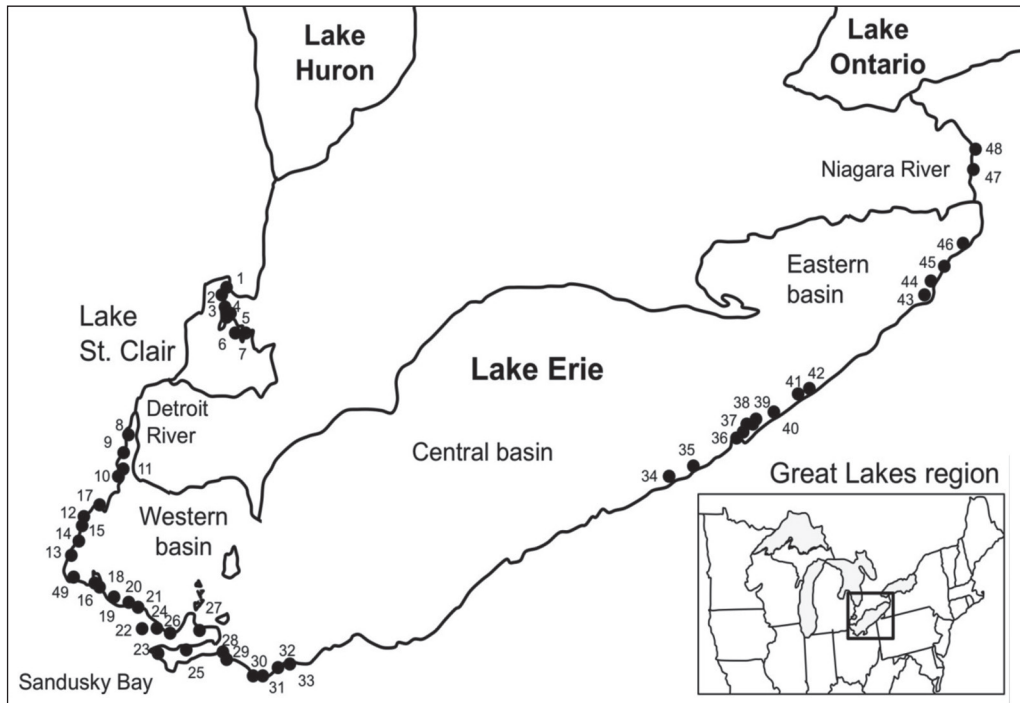 Lake
Huron
Lake
Ontario
48
Niagara River
47
46
Eastern
basin
45
44
43
1
2
3
4
5
6
7
Lake
St. Clair
Lake Erie
Detroit
River
8
9
10
11
Central basin
42
41
40
39
38
37
36
35
34
Western
basin
17
12
15
14
13
49
16
18
19
20
21
24
22
26
27
23
25
28
29
30
31
32
33
Sandusky Bay
Great Lakes region